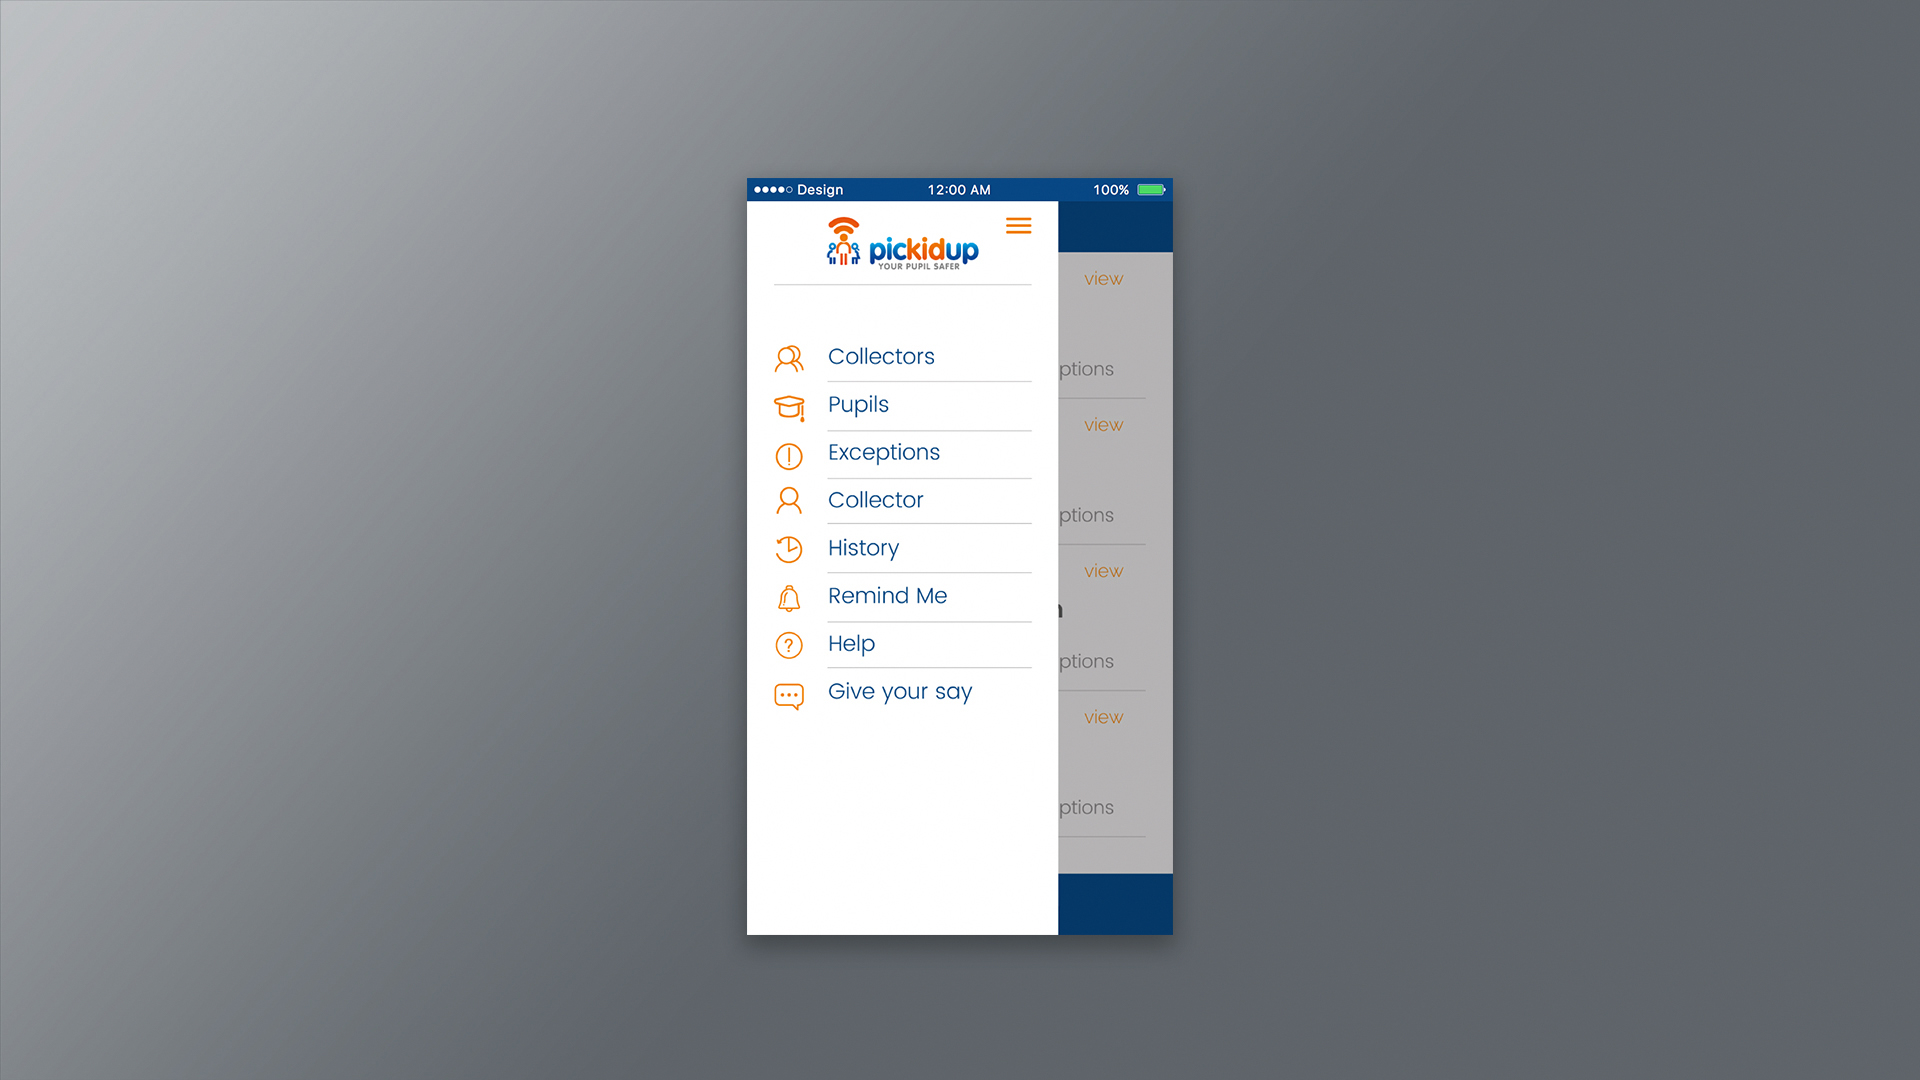 Design 12:00 AM 100%
pickidup
YOUR PUPIL SAFER
Collectors
Pupils
Exceptions
Collector
History
Remind Me
Help
Give your say
view
ptions
view
ptions
view
n
ptions
view
ptions